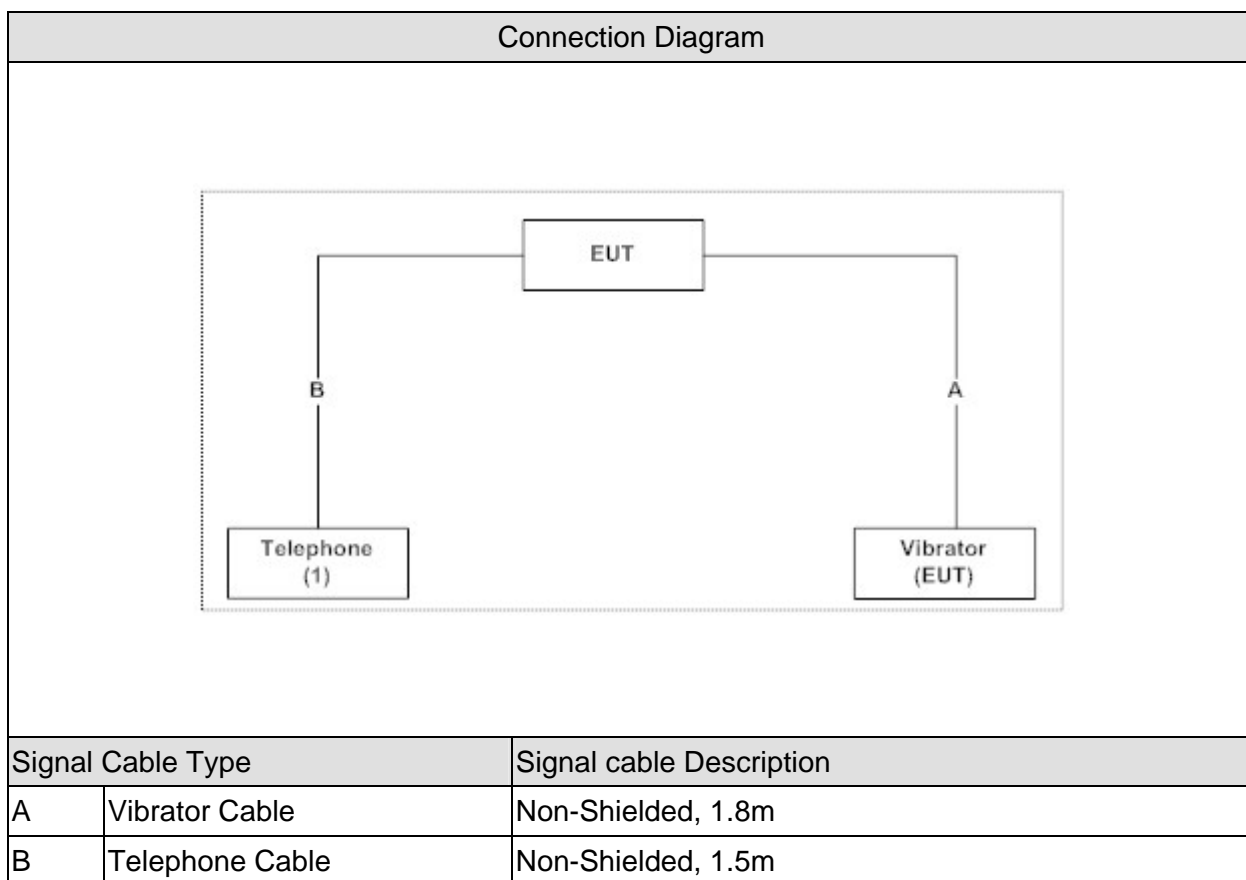 Connection Diagram
EUT
B
A
Telephone
(1)
Vibrator
(EUT)
Signal Cable Type Signal cable Description
A Vibrator Cable Non-Shielded, 1.8m
B Telephone Cable Non-Shielded, 1.5m